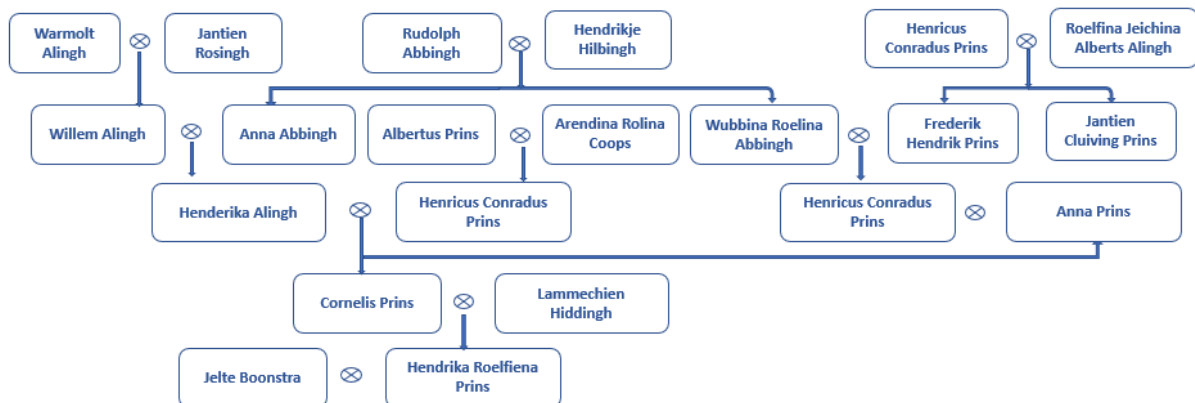 Warmolt
Alingh
Jantien
Rosingh
Rudolph
Abbingh
Hendrikje
Hilbingh
Henricus
Conradus Prins
Roelfina Jeichina
Alberts Alingh
Willem Alingh
Anna Abbingh
Albertus Prins
Arendina Rolina
Coops
Wubbina Roelina
Abbingh
Frederik
Hendrik Prins
Jantien
Cluiving Prins
Henderika Alingh
Henricus Conradus
Prins
Henricus Conradus
Prins
Anna Prins
Cornelis Prins
Lammechien
Hiddingh
Jelte Boonstra
Hendrika Roelfiena
Prins